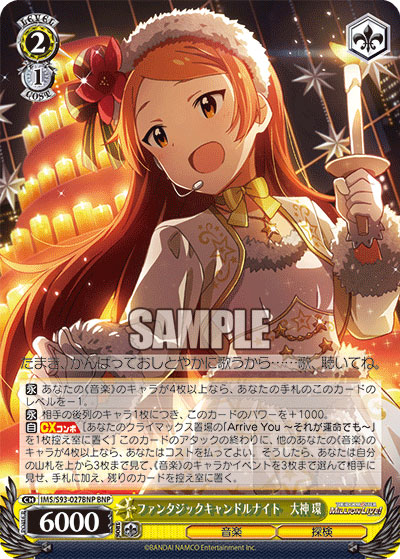 LEVEL
2
1
COST
SAMPLE
たまき、がんばっておしとやかに歌うから……歌、聴いてね。
永 あなたの《音楽》のキャラが4枚以上なら、あなたの手札のこのカードの
レベルを－1。
永 相手の後列のキャラ1枚につき、このカードのパワーを＋1000。
自 CXコンボ [あなたのクライマックス置場の「Arrive You ～それが運命でも～」
を1枚控え室に置く] このカードのアタックの終わりに、他のあなたの《音楽》
のキャラが4枚以上なら、あなたはコストを払ってよい。そうしたら、あなたは自分
の山札を上から3枚まで見て、《音楽》のキャラかイベントを3枚まで選んで相手に
見せ、手札に加え、残りのカードを控え室に置く。
CH IMS/S93-027BNP BNP
ファンタジックキャンドルナイト 大神 環
THE IDOLM@STER
MILLION LIVE!
POWER
6000
音楽
探検
©BANDAI NAMCO Entertainment Inc.